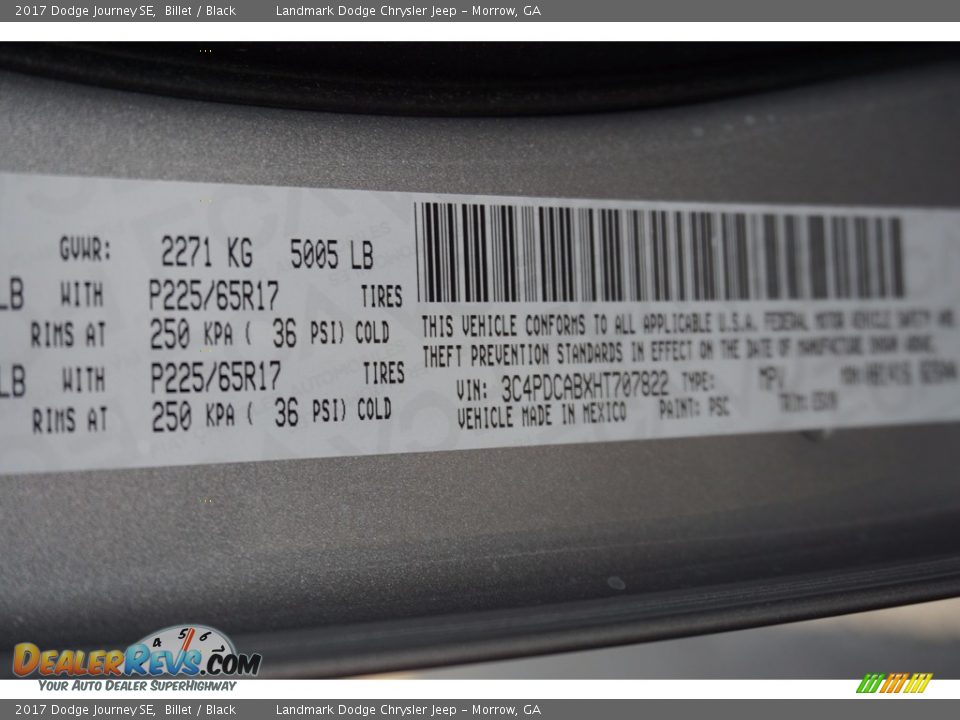 2017 Dodge Journey SE, Billet / Black Landmark Dodge Chrysler Jeep - Morrow, GA
GVWR: 2271 KG 5005 LB
LB WITH P225/65R17 TIRES
RIMS AT 250 KPA ( 36 PSI) COLD
LB WITH P225/65R17 TIRES
RIMS AT 250 KPA ( 36 PSI) COLD
THIS VEHICLE CONFORMS TO ALL APPLICABLE U.S.A. FEDERAL MOTOR VEHICLE SAFETY AND
THEFT PREVENTION STANDARDS IN EFFECT ON THE DATE OF MANUFACTURE SHOWN ABOVE.
VIN: 3C4PDCABXHT707822 TYPE: MPV
VEHICLE MADE IN MEXICO PAINT: PSC TRIM:
4 5 6
DealerRevs.com
Your Auto Dealer SuperHighway
2017 Dodge Journey SE, Billet / Black Landmark Dodge Chrysler Jeep - Morrow, GA